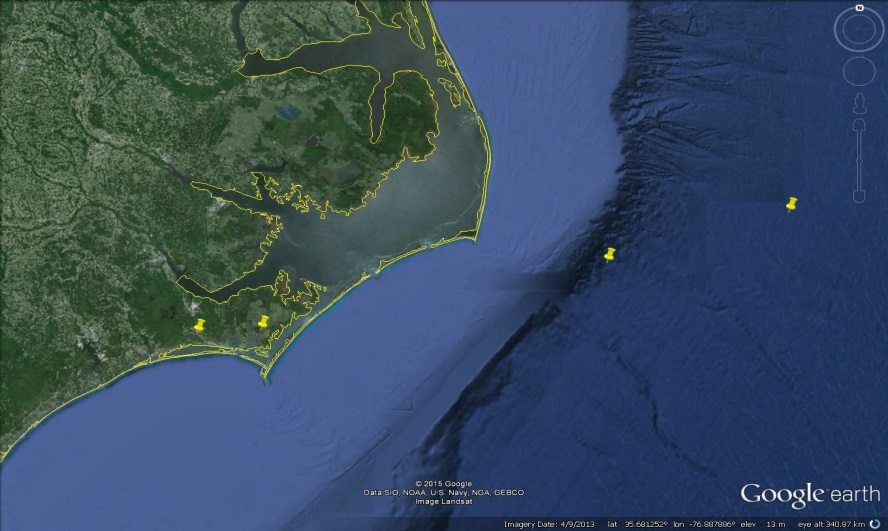 N
© 2015 Google
Data SIO, NOAA, U.S. Navy, NGA, GEBCO
Image Landsat
Google earth
Imagery Date: 4/9/2013 lat 35.681252° lon -76.887886° elev 13 m eye alt 340.87 km